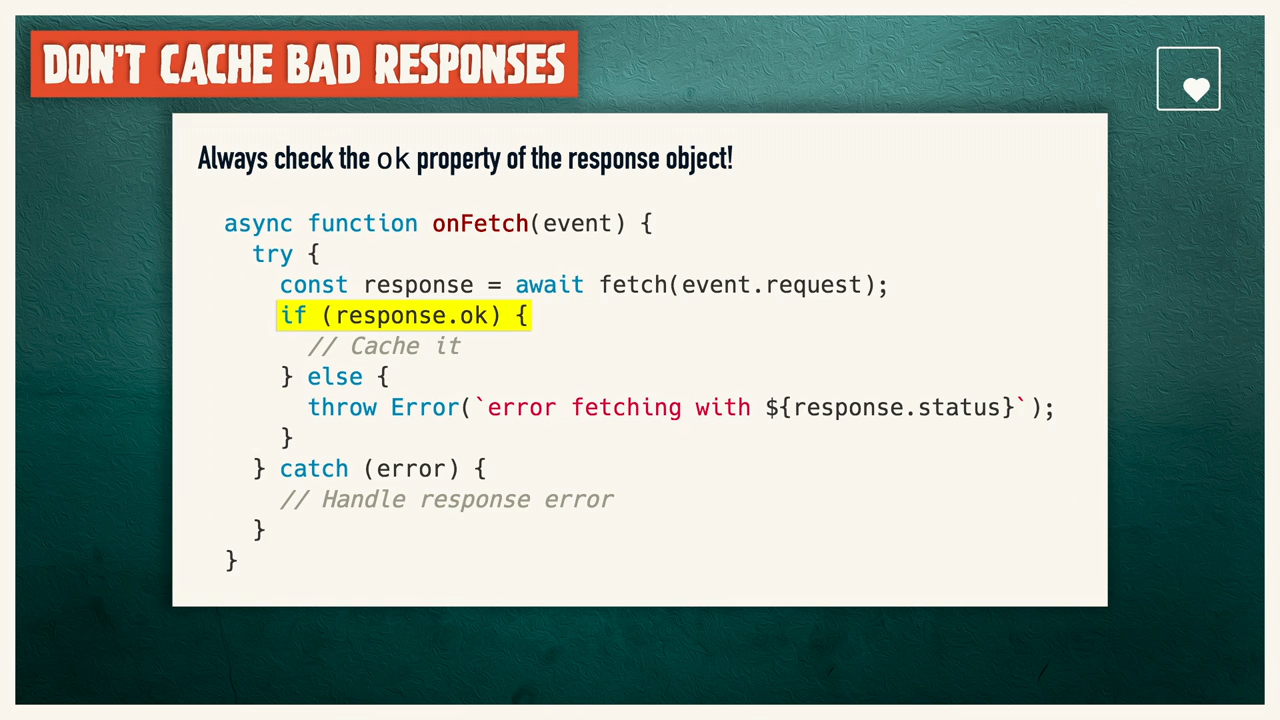 DON'T CACHE BAD RESPONSES
Always check the ok property of the response object!
async function onFetch(event) {
  try {
    const response = await fetch(event.request);
    if (response.ok) {
      // Cache it
    } else {
      throw Error(`error fetching with ${response.status}`);
    }
  } catch (error) {
    // Handle response error
  }
}